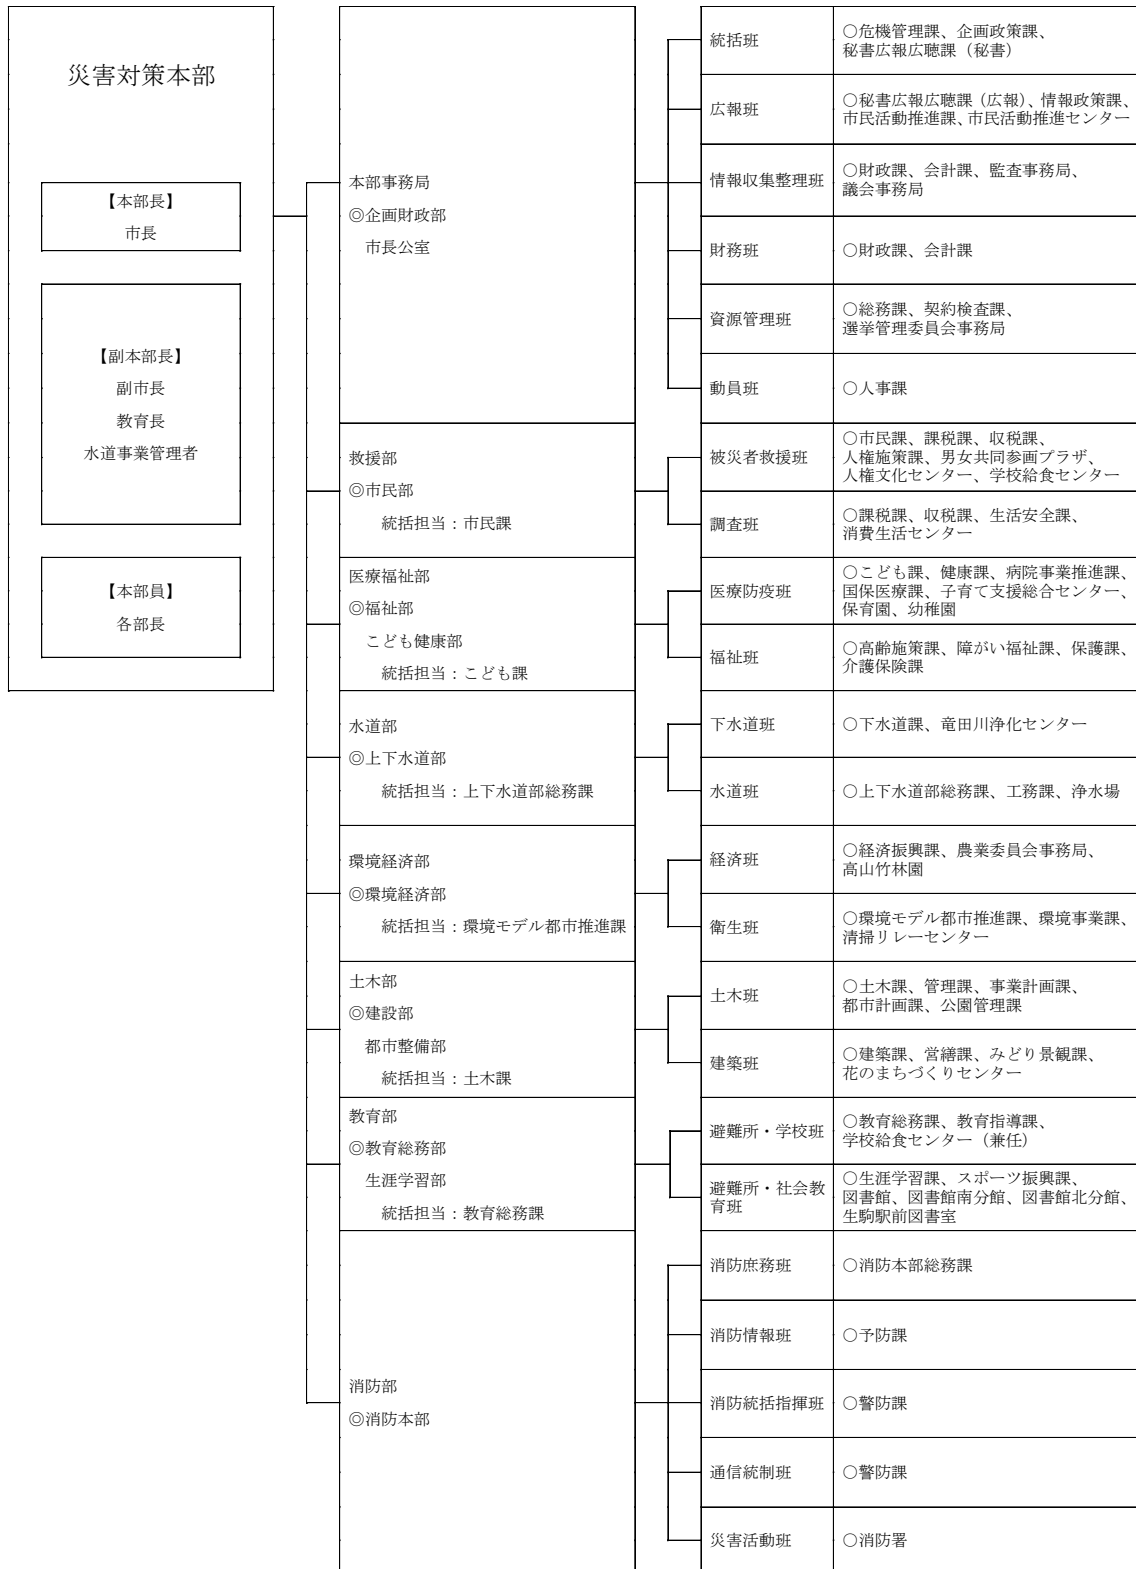 災害対策本部
【本部長】
市長
【副本部長】
副市長
教育長
水道事業管理者
【本部員】
各部長
本部事務局
◎企画財政部
市長公室
統括班
○危機管理課、企画政策課、
秘書広報広聴課（秘書）
広報班
○秘書広報広聴課（広報）、情報政策課、
市民活動推進課、市民活動推進センター
情報収集整理班
○財政課、会計課、監査事務局、
議会事務局
財務班
○財政課、会計課
資源管理班
○総務課、契約検査課、
選挙管理委員会事務局
動員班
○人事課
救援部
◎市民部
統括担当：市民課
被災者救援班
○市民課、課税課、収税課、
人権施策課、男女共同参画プラザ、
人権文化センター、学校給食センター
調査班
○課税課、収税課、生活安全課、
消費生活センター
医療福祉部
◎福祉部
こども健康部
統括担当：こども課
医療防疫班
○こども課、健康課、病院事業推進課、
国保医療課、子育て支援総合センター、
保育園、幼稚園
福祉班
○高齢施策課、障がい福祉課、保護課、
介護保険課
水道部
◎上下水道部
統括担当：上下水道部総務課
下水道班
○下水道課、竜田川浄化センター
水道班
○上下水道部総務課、工務課、浄水場
環境経済部
◎環境経済部
統括担当：環境モデル都市推進課
経済班
○経済振興課、農業委員会事務局、
高山竹林園
衛生班
○環境モデル都市推進課、環境事業課、
清掃リレーセンター
土木部
◎建設部
都市整備部
統括担当：土木課
土木班
○土木課、管理課、事業計画課、
都市計画課、公園管理課
建築班
○建築課、営繕課、みどり景観課、
花のまちづくりセンター
教育部
◎教育総務部
生涯学習部
統括担当：教育総務課
避難所・学校班
○教育総務課、教育指導課、
学校給食センター（兼任）
避難所・社会教
育班
○生涯学習課、スポーツ振興課、
図書館、図書館南分館、図書館北分館、
生駒駅前図書室
消防部
◎消防本部
消防庶務班
○消防本部総務課
消防情報班
○予防課
消防統括指揮班
○警防課
通信統制班
○警防課
災害活動班
○消防署